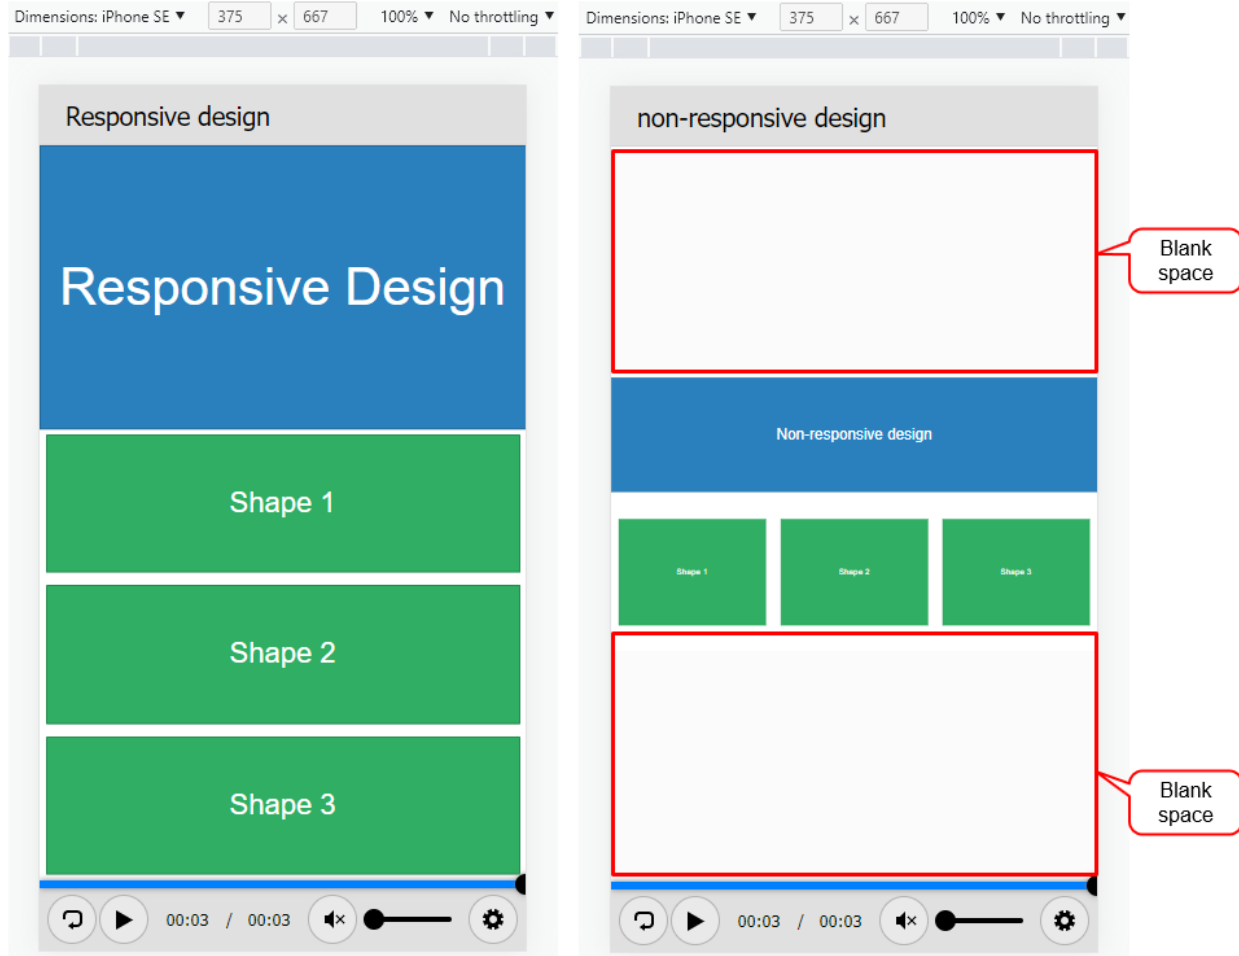 Dimensions: iPhone SE ▼ 375 × 667 100% ▼ No throttling ▼
Responsive design
Responsive Design
Shape 1
Shape 2
Shape 3
00:03 / 00:03
Dimensions: iPhone SE ▼ 375 × 667 100% ▼ No throttling ▼
non-responsive design
Blank
space
Non-responsive design
Shape 1 Shape 2 Shape 3
Blank
space
00:03 / 00:03